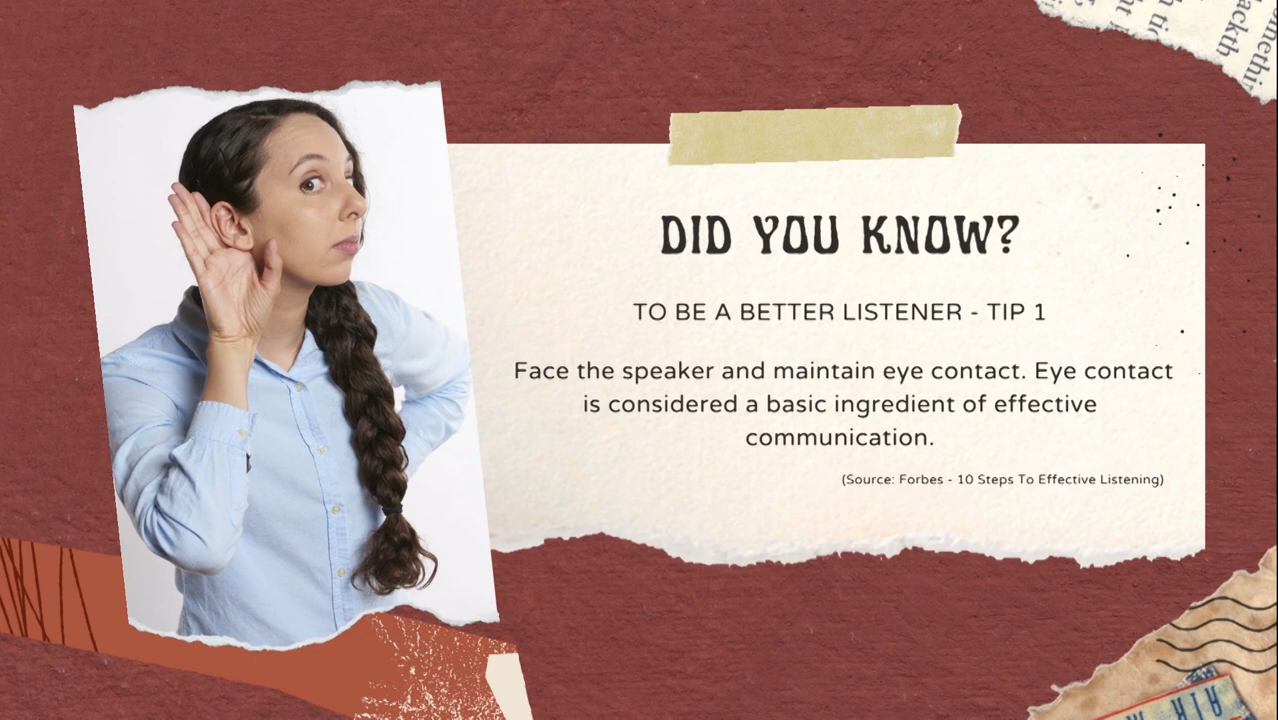 DID YOU KNOW?
TO BE A BETTER LISTENER - TIP 1
Face the speaker and maintain eye contact. Eye contact
is considered a basic ingredient of effective
communication.
(Source: Forbes - 10 Steps To Effective Listening)